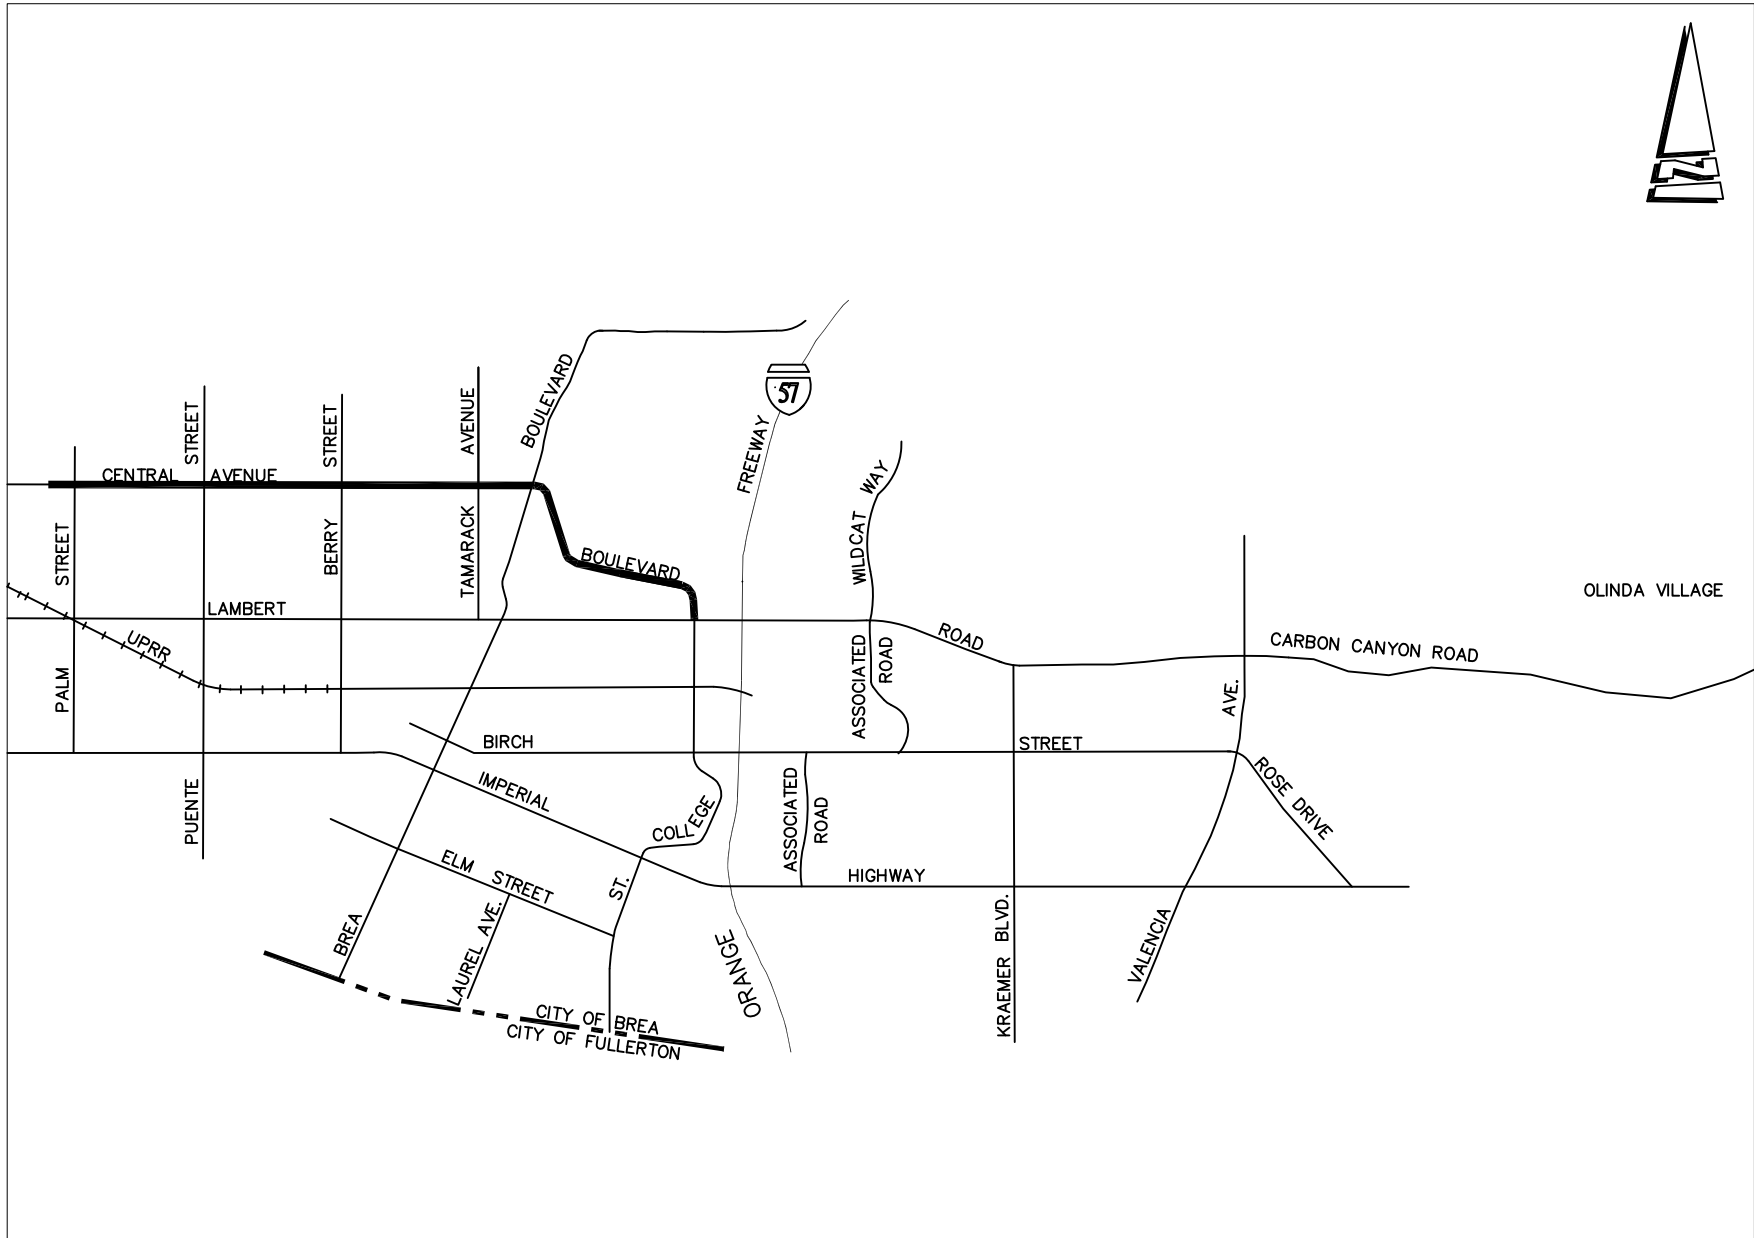 N
57
BOULEVARD
STREET
STREET
AVENUE
FREEWAY
CENTRAL AVENUE
WILDCAT WAY
STREET
BERRY
TAMARACK
BOULEVARD
OLINDA VILLAGE
LAMBERT
ROAD
CARBON CANYON ROAD
UPRR
ASSOCIATED
ROAD
PALM
AVE.
BIRCH
STREET
ROSE DRIVE
PUENTE
IMPERIAL
COLLEGE
ASSOCIATED
ROAD
ELM STREET
ST.
HIGHWAY
BREA
LAUREL AVE.
ORANGE
KRAEMER BLVD.
VALENCIA
CITY OF BREA
CITY OF FULLERTON